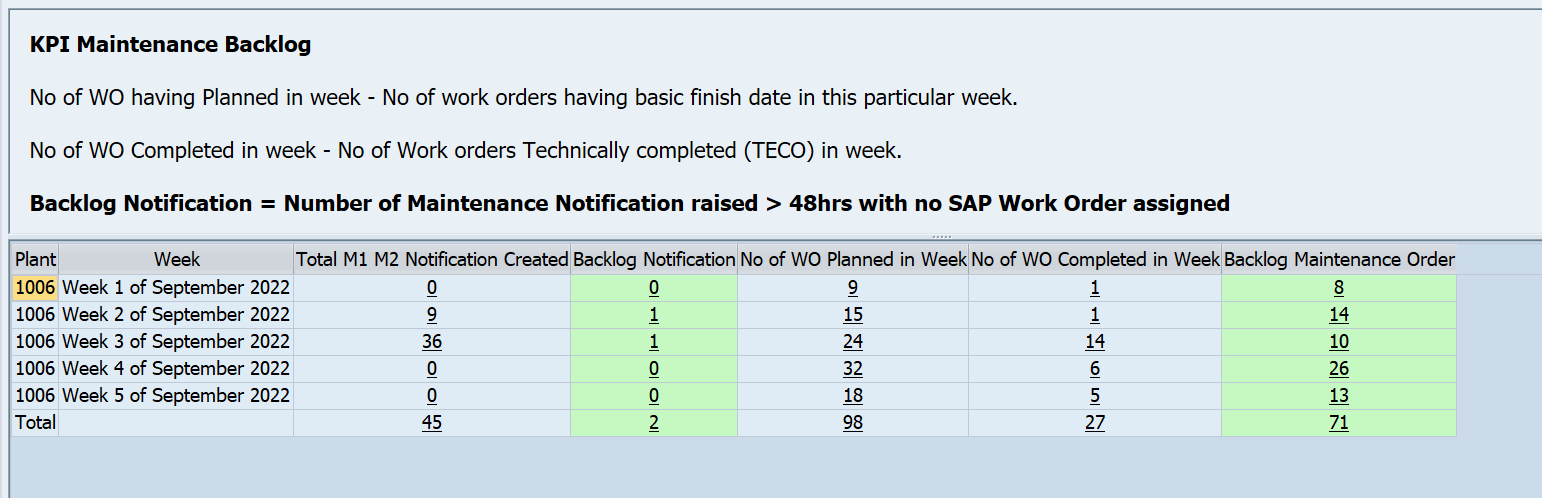 KPI Maintenance Backlog
No of WO having Planned in week - No of work orders having basic finish date in this particular week.
No of WO Completed in week - No of Work orders Technically completed (TECO) in week.
Backlog Notification = Number of Maintenance Notification raised > 48hrs with no SAP Work Order assigned
Plant Week Total M1 M2 Notification Created Backlog Notification No of WO Planned in Week No of WO Completed in Week Backlog Maintenance Order
1006 Week 1 of September 2022 0 0 9 1 8
1006 Week 2 of September 2022 9 1 15 1 14
1006 Week 3 of September 2022 36 1 24 14 10
1006 Week 4 of September 2022 0 0 32 6 26
1006 Week 5 of September 2022 0 0 18 5 13
Total 45 2 98 27 71